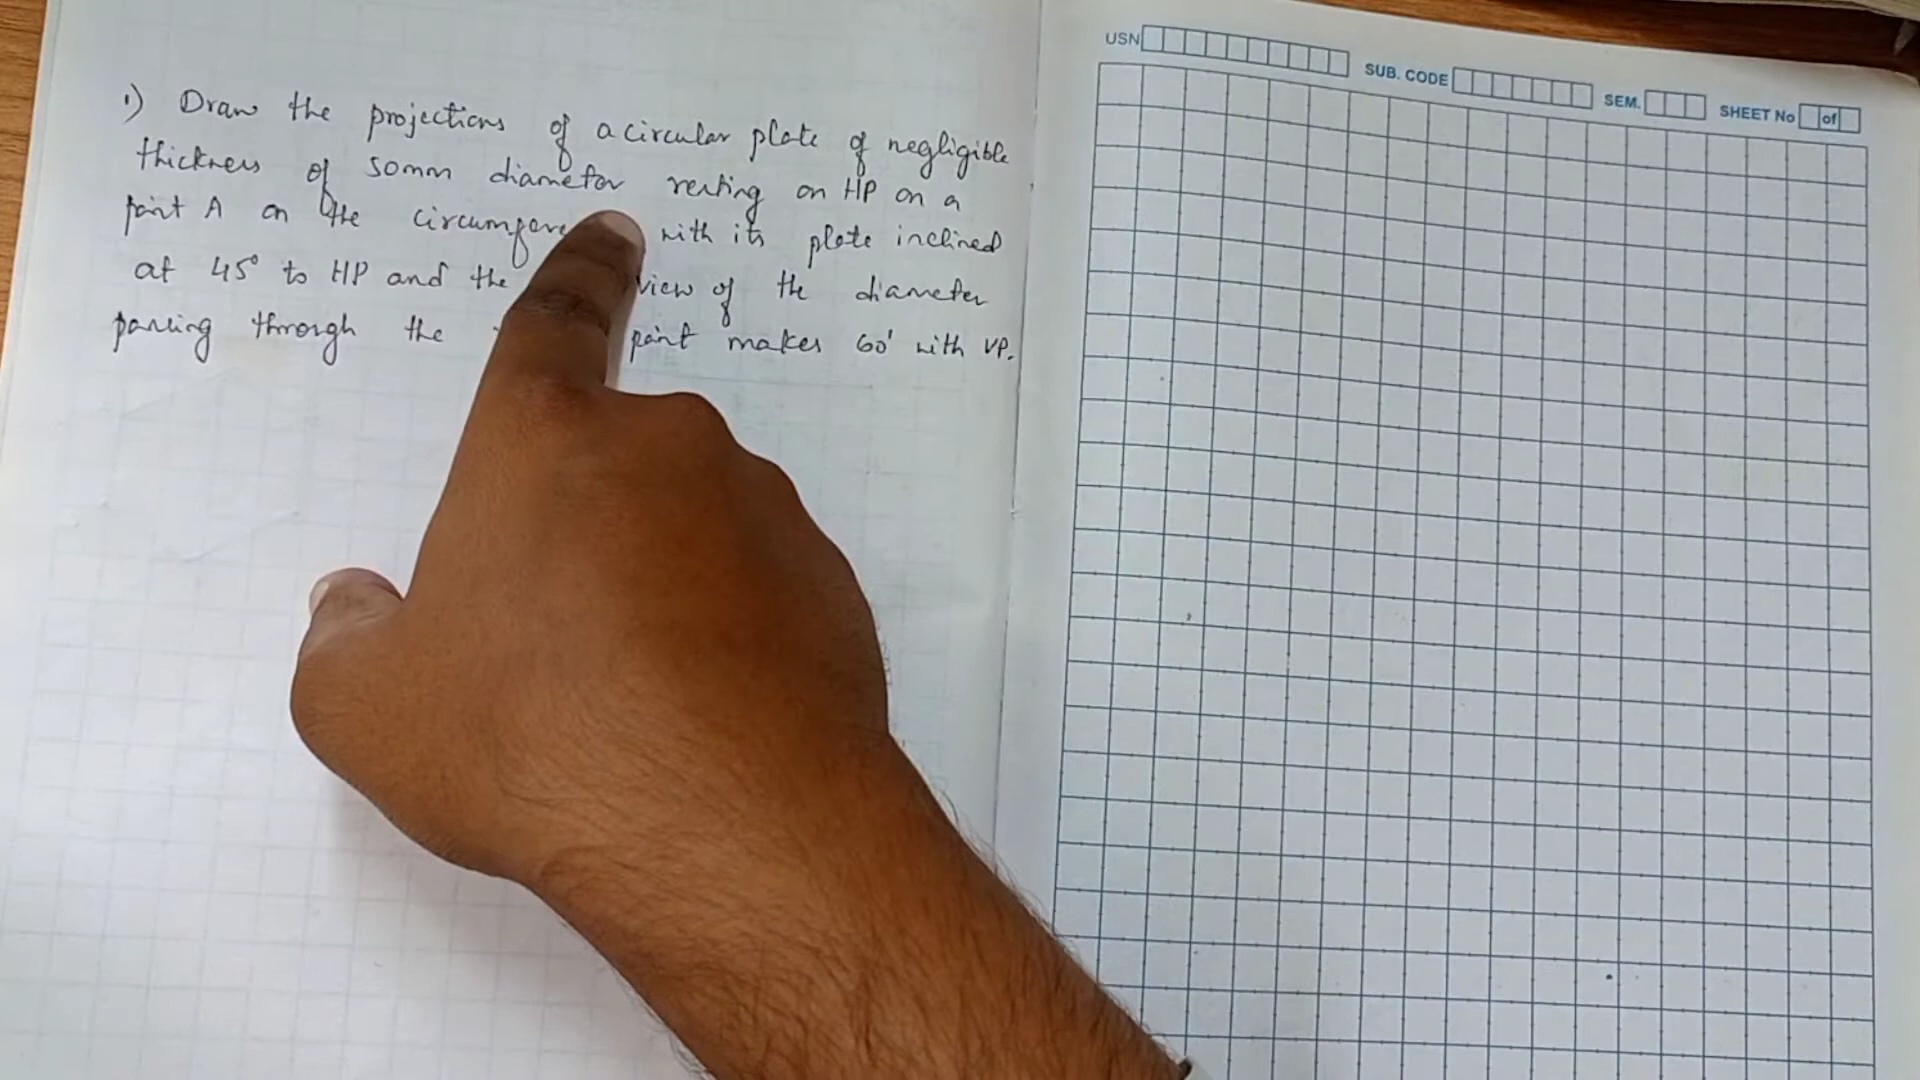 1) Draw the projections of a circular plate of negligible
thickness of 50mm diameter resting on HP on a
point A on the with its plate inclined
at 45° to HP and the view of the diameter
passing through the point makes 60° with VP.
USN SUB. CODE SEM. SHEET No of